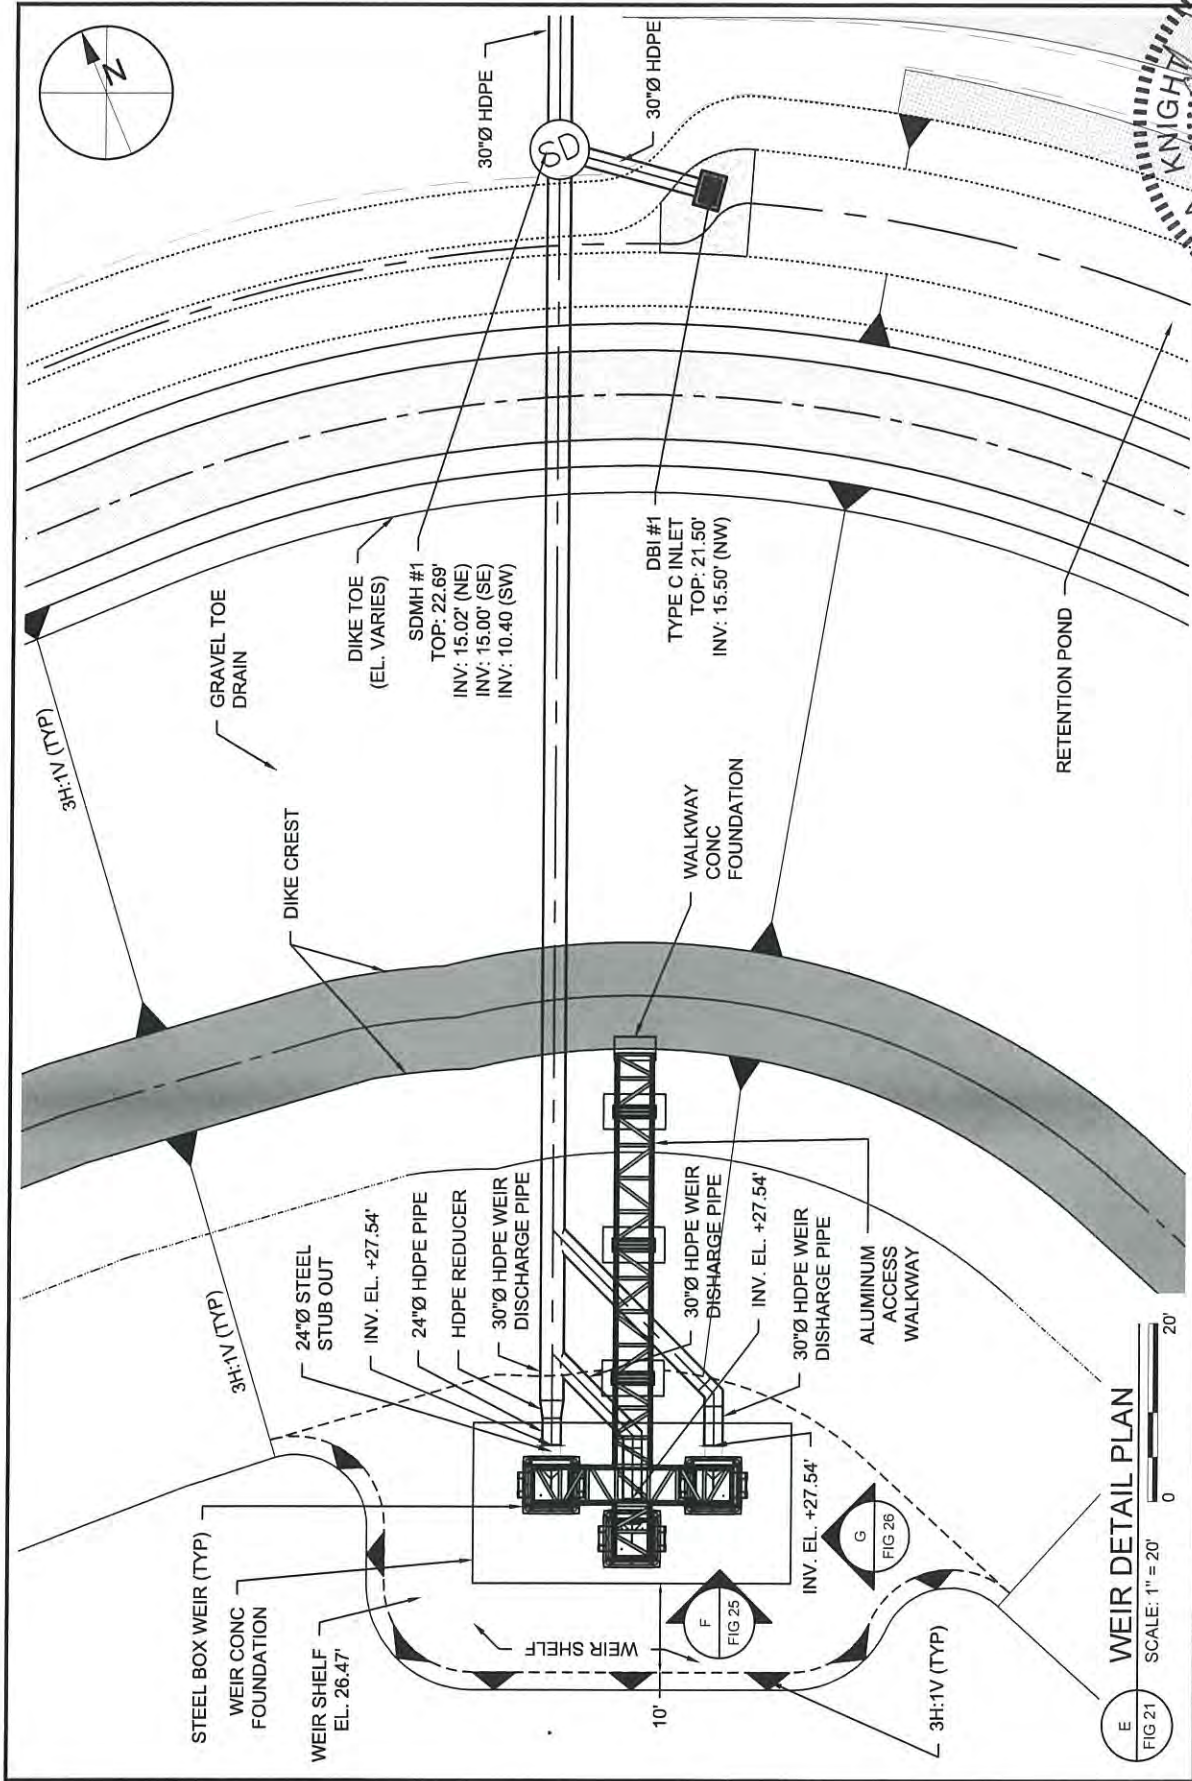 STEEL BOX WEIR (TYP)
WEIR CONC
FOUNDATION
WEIR SHELF
EL. 26.47'
WEIR SHELF
10'
3H:1V (TYP)
F
FIG 25
G
FIG 26
INV. EL. +27.54'
3H:1V (TYP)
24"Ø STEEL
STUB OUT
INV. EL. +27.54'
24"Ø HDPE PIPE
HDPE REDUCER
30"Ø HDPE WEIR
DISCHARGE PIPE
30"Ø HDPE WEIR
DISHARGE PIPE
INV. EL. +27.54'
30"Ø HDPE WEIR
DISHARGE PIPE
ALUMINUM
ACCESS
WALKWAY
DIKE CREST
WALKWAY
CONC
FOUNDATION
3H:1V (TYP)
GRAVEL TOE
DRAIN
DIKE TOE
(EL. VARIES)
SDMH #1
TOP: 22.69'
INV: 15.02' (NE)
INV: 15.00' (SE)
INV: 10.40 (SW)
DBI #1
TYPE C INLET
TOP: 21.50'
INV: 15.50' (NW)
RETENTION POND
30"Ø HDPE
30"Ø HDPE
SD
N
KNIGHT
E
FIG 21
WEIR DETAIL PLAN
SCALE: 1" = 20'
0
20'